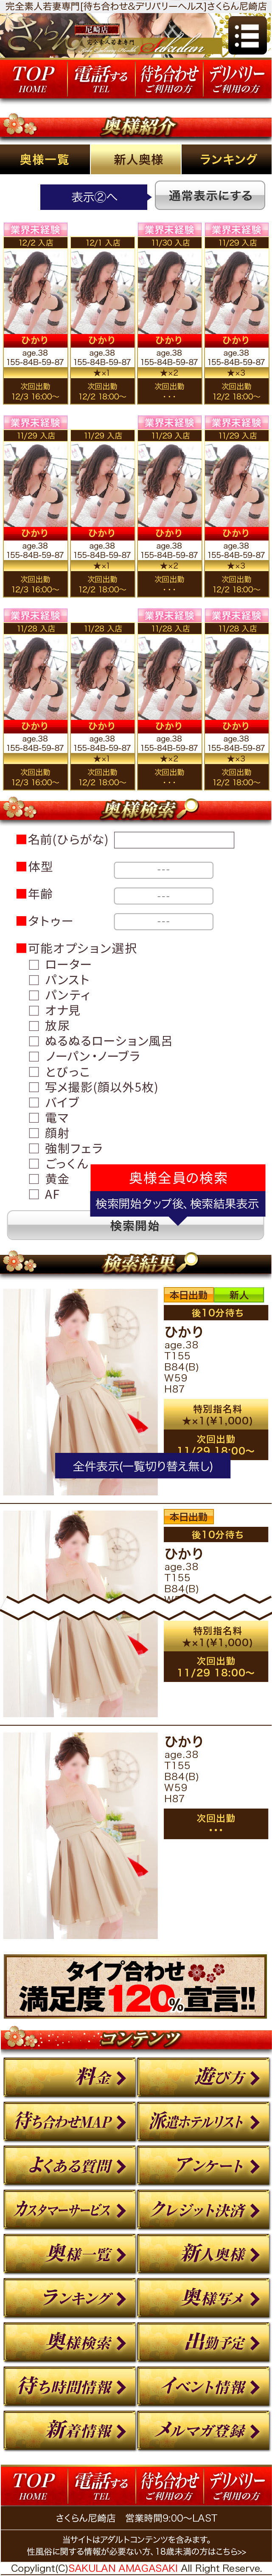 完全素人若妻専門[待ち合わせ&デリバリーヘルス]さくらん尼崎店
さくらん
尼崎店
完全素人若妻専門
TOP 電話する 待ち合わせ デリバリー
HOME TEL ご利用の方 ご利用の方
奥様紹介
奥様一覧 新人奥様 ランキング
表示②へ 通常表示にする
業界未経験 業界未経験 業界未経験
12/2 入店 12/1 入店 11/30 入店 11/29 入店
ひかり ひかり ひかり ひかり
age.38 age.38 age.38 age.38
155-84B-59-87 155-84B-59-87 155-84B-59-87 155-84B-59-87
★×1 ★×2 ★×3
次回出勤 次回出勤 次回出勤 次回出勤
12/3 16:00〜 12/2 18:00〜 ・・・ 12/2 18:00〜
業界未経験 業界未経験 業界未経験
11/29 入店 11/29 入店 11/29 入店 11/29 入店
ひかり ひかり ひかり ひかり
age.38 age.38 age.38 age.38
155-84B-59-87 155-84B-59-87 155-84B-59-87 155-84B-59-87
★×1 ★×2 ★×3
次回出勤 次回出勤 次回出勤 次回出勤
12/3 16:00〜 12/2 18:00〜 ・・・ 12/2 18:00〜
業界未経験 業界未経験 業界未経験
11/28 入店 11/28 入店 11/28 入店 11/28 入店
ひかり ひかり ひかり ひかり
age.38 age.38 age.38 age.38
155-84B-59-87 155-84B-59-87 155-84B-59-87 155-84B-59-87
★×1 ★×2 ★×3
次回出勤 次回出勤 次回出勤 次回出勤
12/3 16:00〜 12/2 18:00〜 ・・・ 12/2 18:00〜
奥様検索
■名前(ひらがな)
■体型 ---
■年齢 ---
■タトゥー ---
■可能オプション選択
□ ローター
□ パンスト
□ パンティ
□ オナ見
□ 放尿
□ ぬるぬるローション風呂
□ ノーパン・ノーブラ
□ とびっこ
□ 写メ撮影(顔以外5枚)
□ バイブ
□ 電マ
□ 顔射
□ 強制フェラ
□ ごっくん
□ 黄金
□ AF
奥様全員の検索
検索開始タップ後、検索結果表示
検索開始
検索結果
本日出勤 新人
後10分待ち
ひかり
age.38
T155
B84(B)
W59
H87
特別指名料
★×1(¥1,000)
次回出勤
11/29 18:00〜
全件表示(一覧切り替え無し)
本日出勤
後10分待ち
ひかり
age.38
T155
B84(B)
特別指名料
★×1(¥1,000)
次回出勤
11/29 18:00〜
ひかり
age.38
T155
B84(B)
W59
H87
次回出勤
・・・
タイプ合わせ
満足度120%宣言!!
コンテンツ
料金 遊び方
待ち合わせMAP 派遣ホテルリスト
よくある質問 アンケート
カスタマーサービス クレジット決済
奥様一覧 新人奥様
ランキング 奥様写メ
奥様検索 出勤予定
待ち時間情報 イベント情報
新着情報 メルマガ登録
TOP 電話する 待ち合わせ デリバリー
HOME TEL ご利用の方 ご利用の方
さくらん尼崎店 営業時間9:00〜LAST
当サイトはアダルトコンテンツを含みます。
性風俗に関する情報が必要ない方、18歳未満の方はこちら>>
Copylignt(C)SAKULAN AMAGASAKI All Right Reserve.